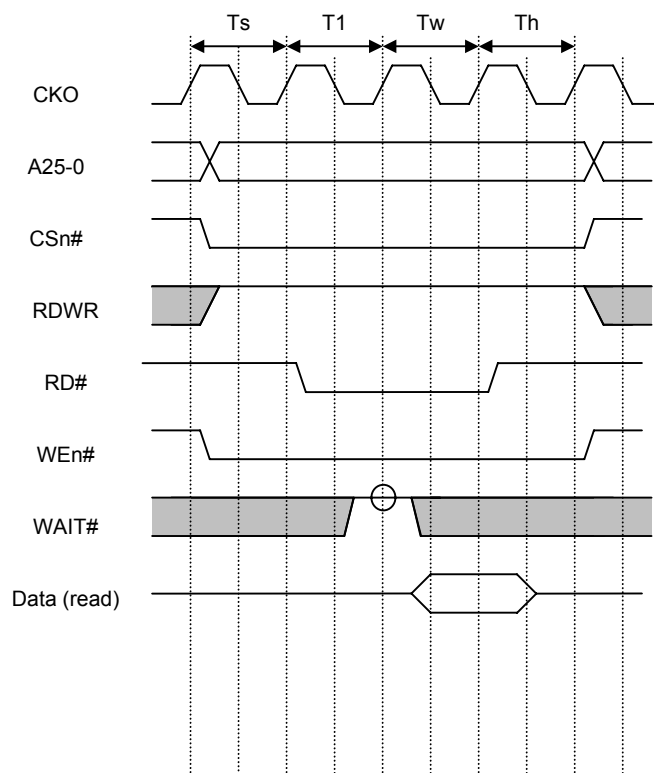 Ts T1 Tw Th
CKO
A25-0
CSn#
RDWR
RD#
WEn#
WAIT#
Data (read)